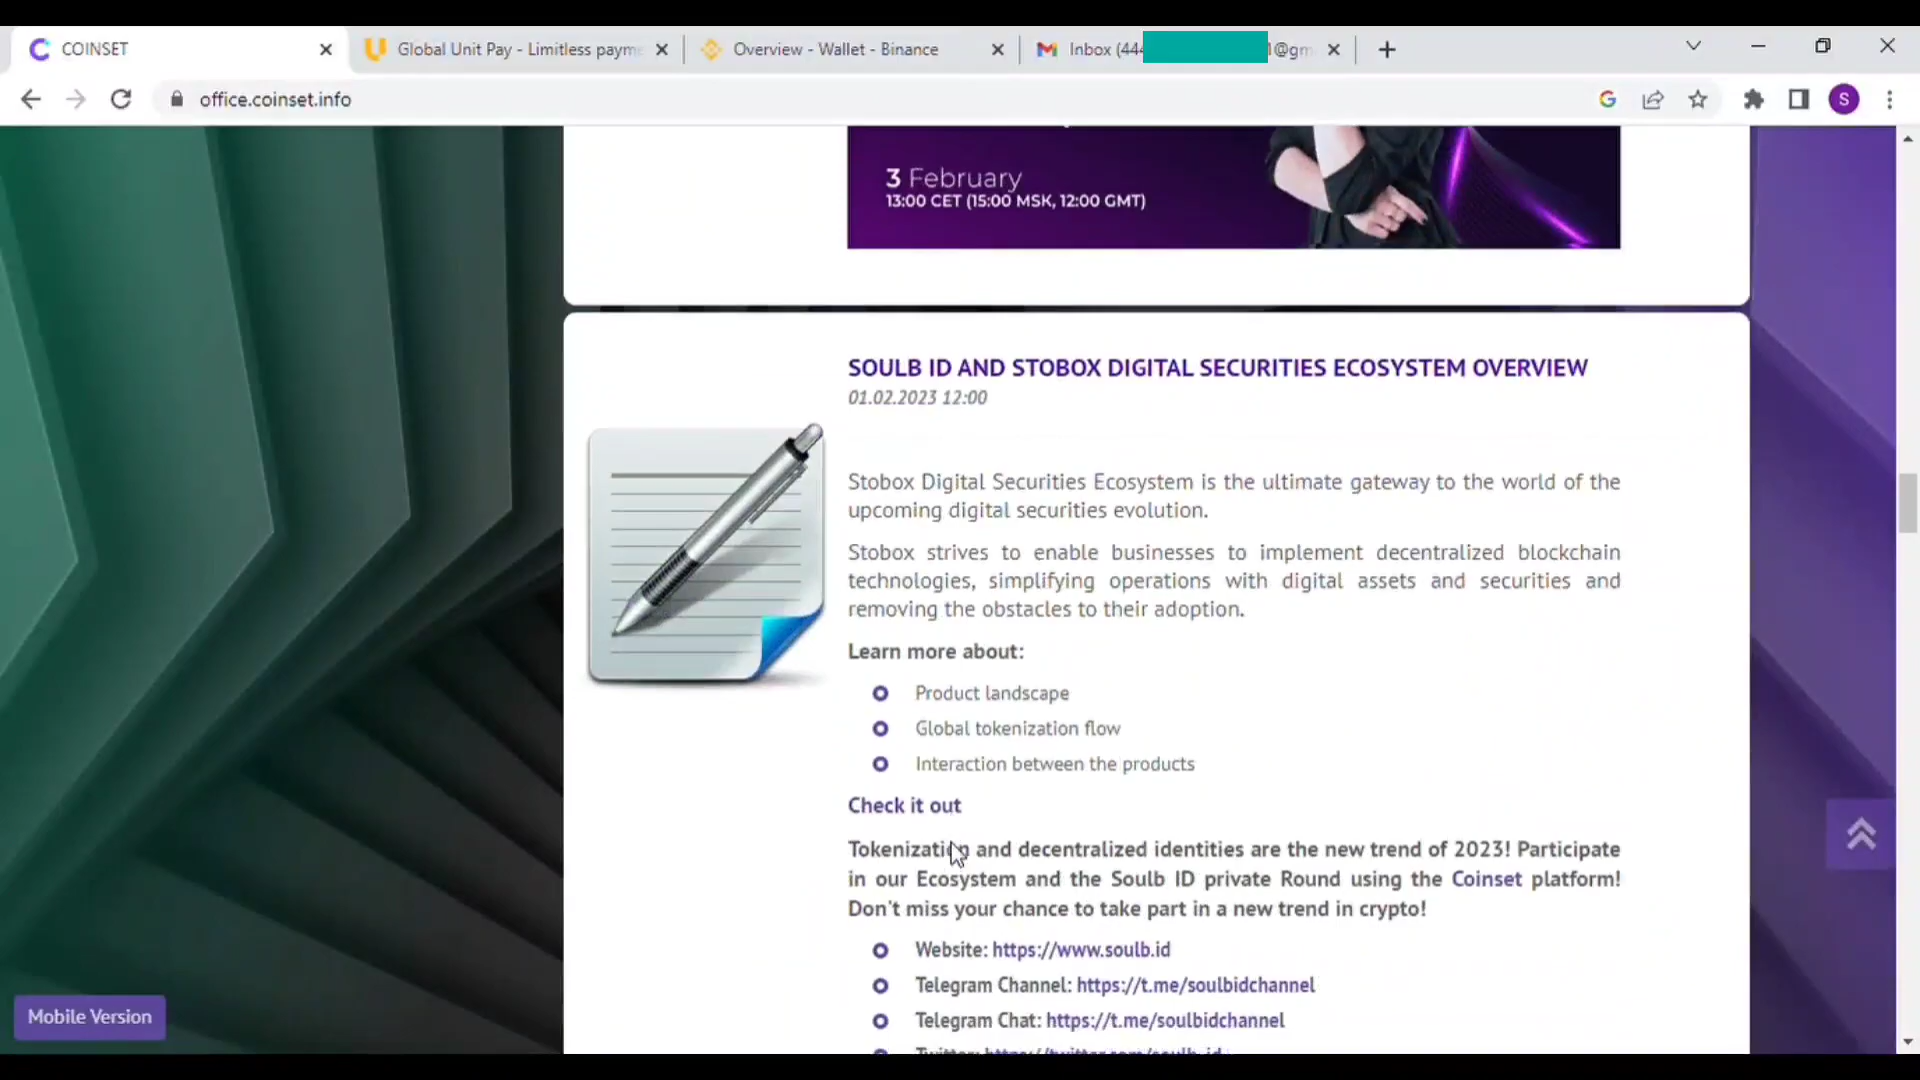 COINSET
Global Unit Pay - Limitless payme
Overview - Wallet - Binance
Inbox (444
@gm
office.coinset.info
S
3 February
13:00 CET (15:00 MSK, 12:00 GMT)
SOULB ID AND STOBOX DIGITAL SECURITIES ECOSYSTEM OVERVIEW
01.02.2023 12:00
Stobox Digital Securities Ecosystem is the ultimate gateway to the world of the
upcoming digital securities evolution.
Stobox strives to enable businesses to implement decentralized blockchain
technologies, simplifying operations with digital assets and securities and
removing the obstacles to their adoption.
Learn more about:
Product landscape
Global tokenization flow
Interaction between the products
Check it out
Tokenization and decentralized identities are the new trend of 2023! Participate
in our Ecosystem and the Soulb ID private Round using the Coinset platform!
Don't miss your chance to take part in a new trend in crypto!
Website: https://www.soulb.id
Telegram Channel: https://t.me/soulbidchannel
Mobile Version
Telegram Chat: https://t.me/soulbidchannel
Twitter: https://twitter.com/soulb_id